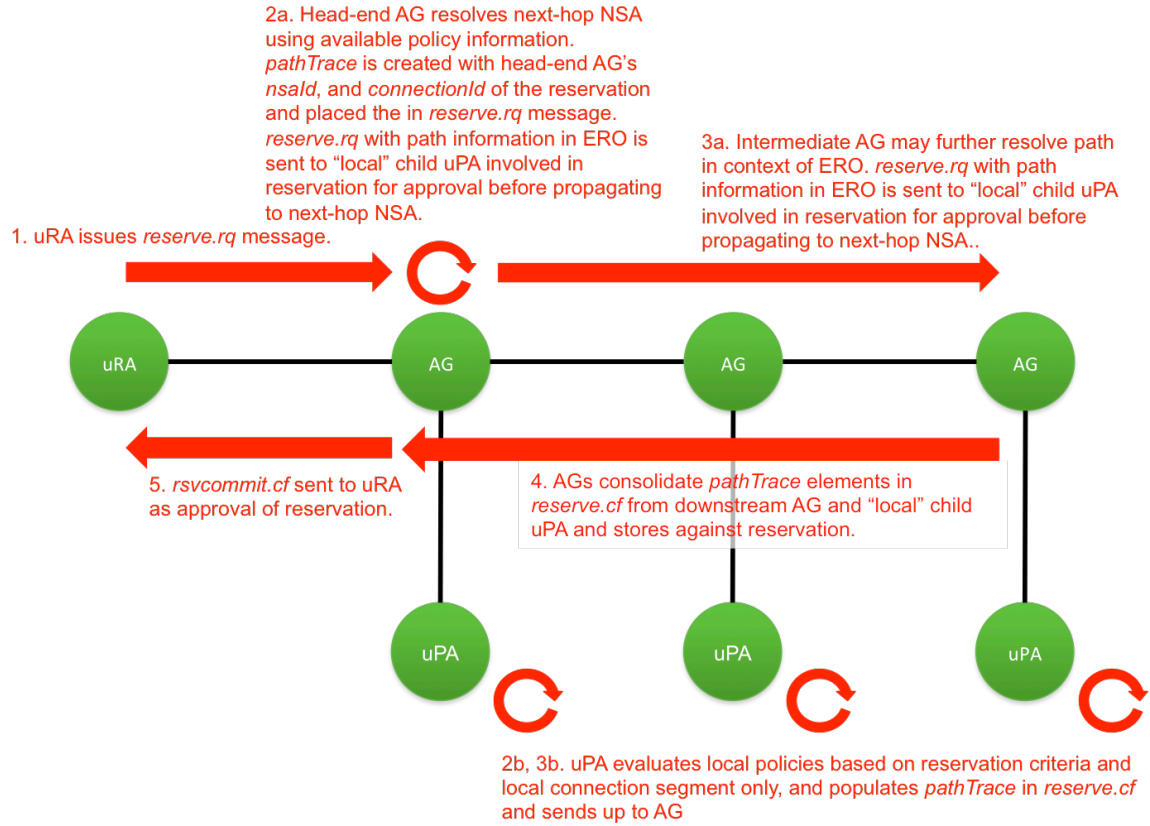 2a. Head-end AG resolves next-hop NSA
using available policy information.
pathTrace is created with head-end AG's
nsaId, and connectionId of the reservation
and placed the in reserve.rq message.
reserve.rq with path information in ERO is
sent to “local” child uPA involved in
reservation for approval before propagating
to next-hop NSA.
3a. Intermediate AG may further resolve path
in context of ERO. reserve.rq with path
information in ERO is sent to “local” child uPA
involved in reservation for approval before
propagating to next-hop NSA..
1. uRA issues reserve.rq message.
uRA
AG
AG
AG
5. rsvcommit.cf sent to uRA
as approval of reservation.
4. AGs consolidate pathTrace elements in
reserve.cf from downstream AG and “local” child
uPA and stores against reservation.
uPA
uPA
uPA
2b, 3b. uPA evaluates local policies based on reservation criteria and
local connection segment only, and populates pathTrace in reserve.cf
and sends up to AG